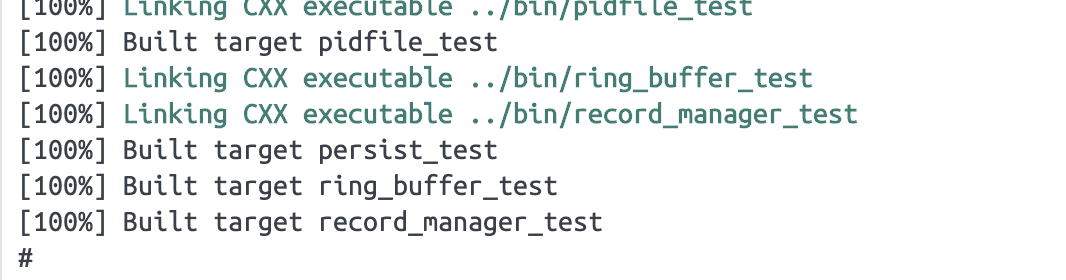 [100%] Linking CXX executable ../bin/pidfile_test
[100%] Built target pidfile_test
[100%] Linking CXX executable ../bin/ring_buffer_test
[100%] Linking CXX executable ../bin/record_manager_test
[100%] Built target persist_test
[100%] Built target ring_buffer_test
[100%] Built target record_manager_test
#